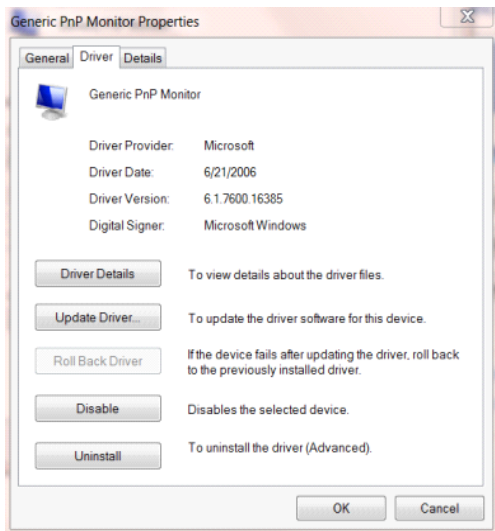 Generic PnP Monitor Properties
General Driver Details
Generic PnP Monitor
Driver Provider: Microsoft
Driver Date: 6/21/2006
Driver Version: 6.1.7600.16385
Digital Signer: Microsoft Windows
Driver Details To view details about the driver files.
Update Driver... To update the driver software for this device.
Roll Back Driver If the device fails after updating the driver, roll back
to the previously installed driver.
Disable Disables the selected device.
Uninstall To uninstall the driver (Advanced).
OK Cancel